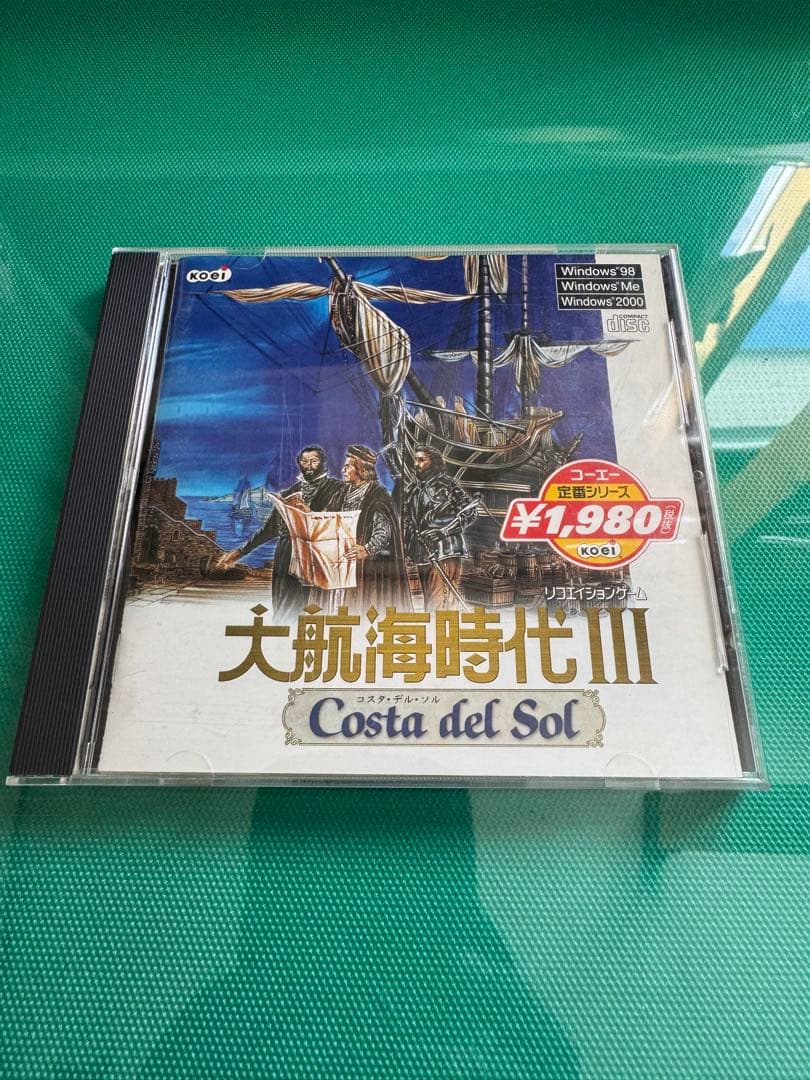 KOEI
Windows®98
Windows®Me
Windows®2000
COMPACT
disc
コーエー
定番シリーズ
¥1,980(税抜)
KOEI
リコエイションゲーム
大航海時代III
コスタ・デル・ソル
Costa del Sol